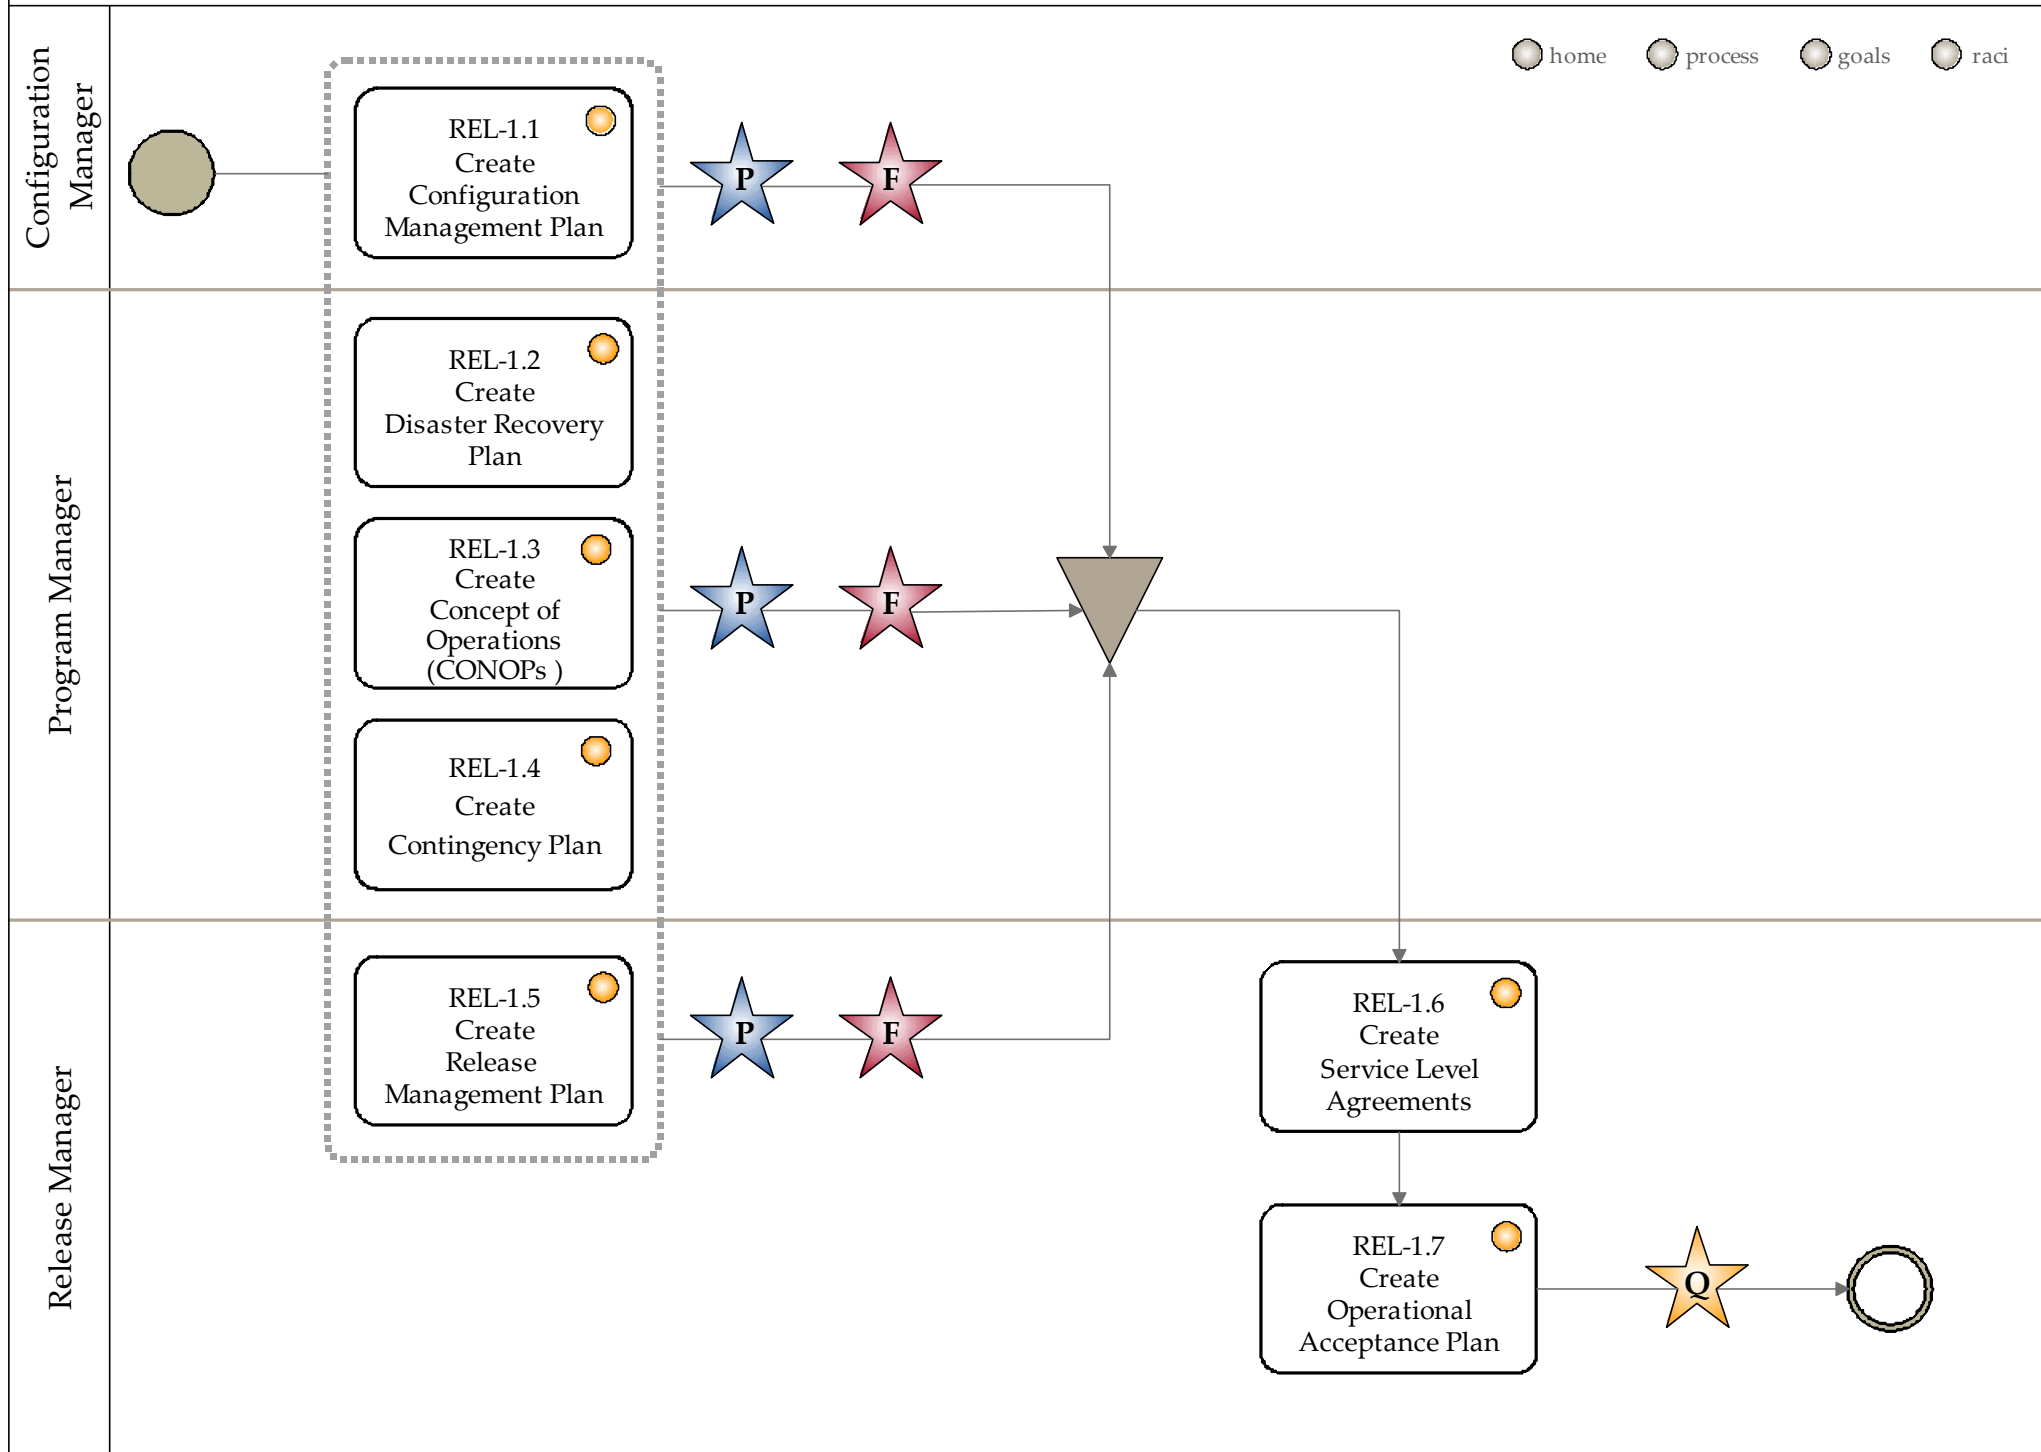 home
process
goals
raci
Configuration
Manager
REL-1.1
Create
Configuration
Management Plan
P
F
Program Manager
REL-1.2
Create
Disaster Recovery
Plan
REL-1.3
Create
Concept of
Operations
(CONOPs )
P
F
REL-1.4
Create
Contingency Plan
Release Manager
REL-1.5
Create
Release
Management Plan
P
F
REL-1.6
Create
Service Level
Agreements
REL-1.7
Create
Operational
Acceptance Plan
Q